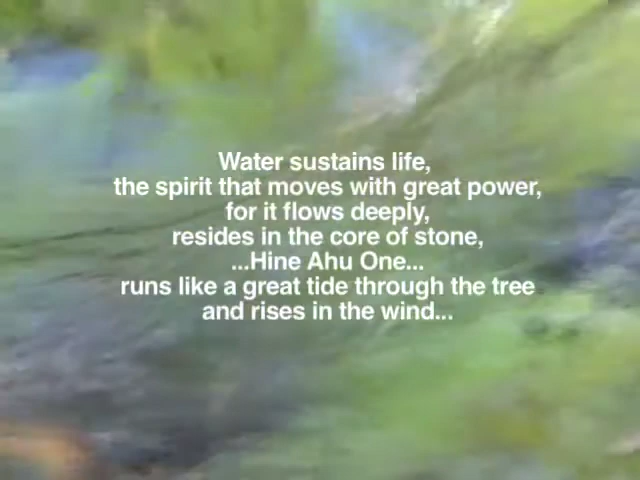 Water sustains life,
the spirit that moves with great power,
for it flows deeply,
resides in the core of stone,
...Hine Ahu One...
runs like a great tide through the tree
and rises in the wind...